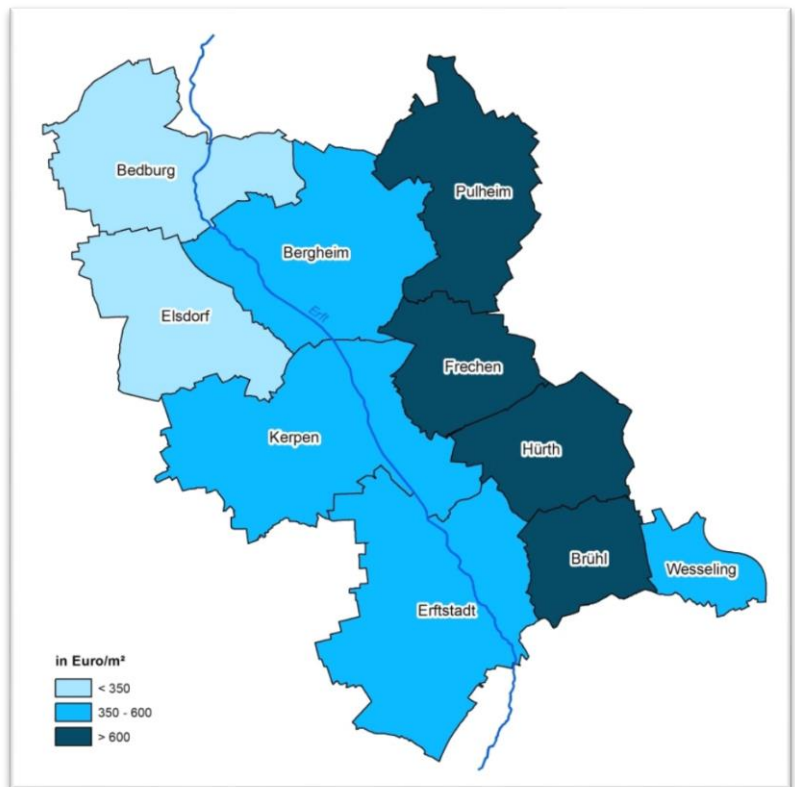 Bedburg
Pulheim
Bergheim
Erft
Elsdorf
Frechen
Kerpen
Hürth
Brühl
Wesseling
Erftstadt
in Euro/m²
< 350
350 - 600
> 600